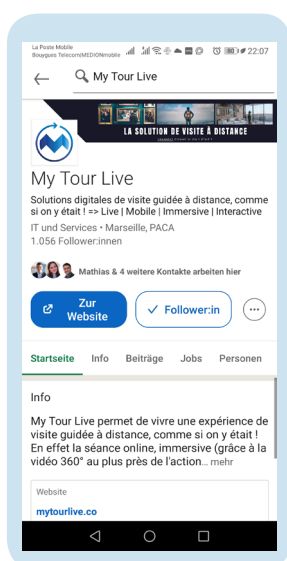 La Poste Mobile
Bouygues Telecom|MEDIONmobile
22:07
My Tour Live
LA SOLUTION DE VISITE À DISTANCE
My Tour Live
Solutions digitales de visite guidée à distance, comme
si on y était ! => Live | Mobile | Immersive | Interactive
IT und Services • Marseille, PACA
1.056 Follower:innen
Mathias & 4 weitere Kontakte arbeiten hier
Zur
Website
Follower:in
Startseite Info Beiträge Jobs Personen
Info
My Tour Live permet de vivre une expérience de
visite guidée à distance, comme si on y était !
En effet la séance online, immersive (grâce à la
vidéo 360° au plus près de l'action… mehr
Website
mytourlive.co